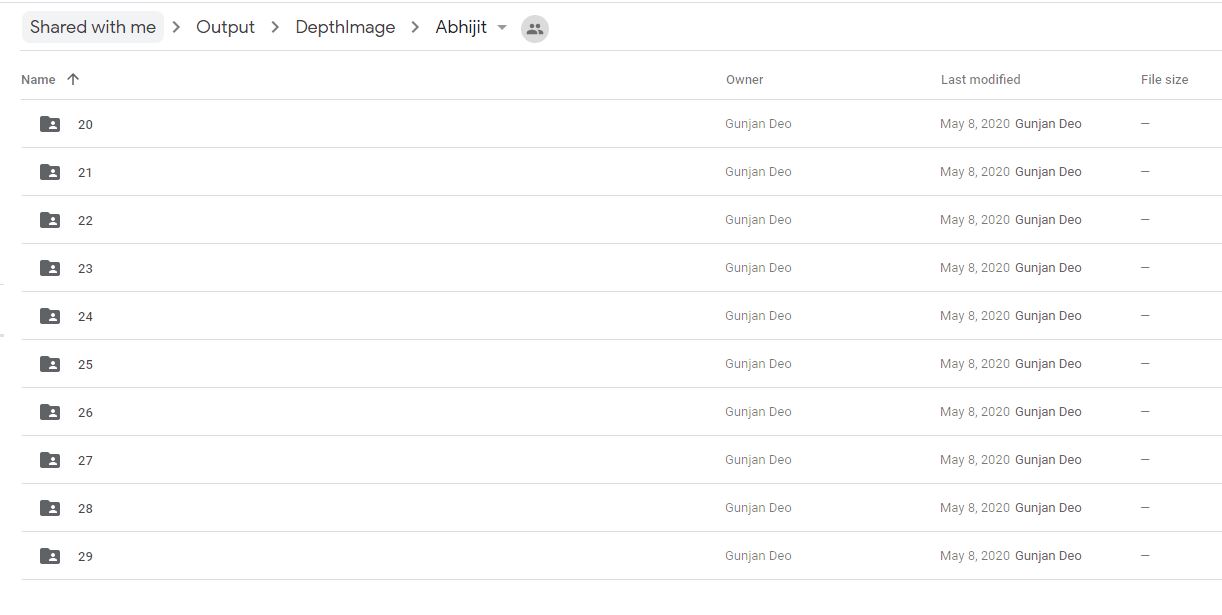 Shared with me > Output > DepthImage > Abhijit
Name Owner Last modified File size
20 Gunjan Deo May 8, 2020 Gunjan Deo –
21 Gunjan Deo May 8, 2020 Gunjan Deo –
22 Gunjan Deo May 8, 2020 Gunjan Deo –
23 Gunjan Deo May 8, 2020 Gunjan Deo –
24 Gunjan Deo May 8, 2020 Gunjan Deo –
25 Gunjan Deo May 8, 2020 Gunjan Deo –
26 Gunjan Deo May 8, 2020 Gunjan Deo –
27 Gunjan Deo May 8, 2020 Gunjan Deo –
28 Gunjan Deo May 8, 2020 Gunjan Deo –
29 Gunjan Deo May 8, 2020 Gunjan Deo –